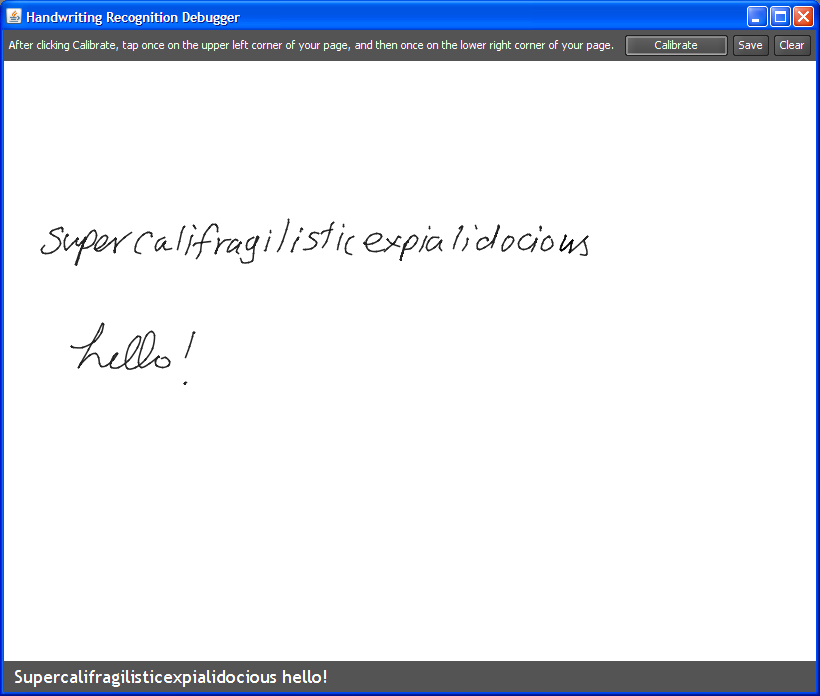 Handwriting Recognition Debugger
After clicking Calibrate, tap once on the upper left corner of your page, and then once on the lower right corner of your page. Calibrate Save Clear
supercalifragilisticexpialidocious
hello!
Supercalifragilisticexpialidocious hello!